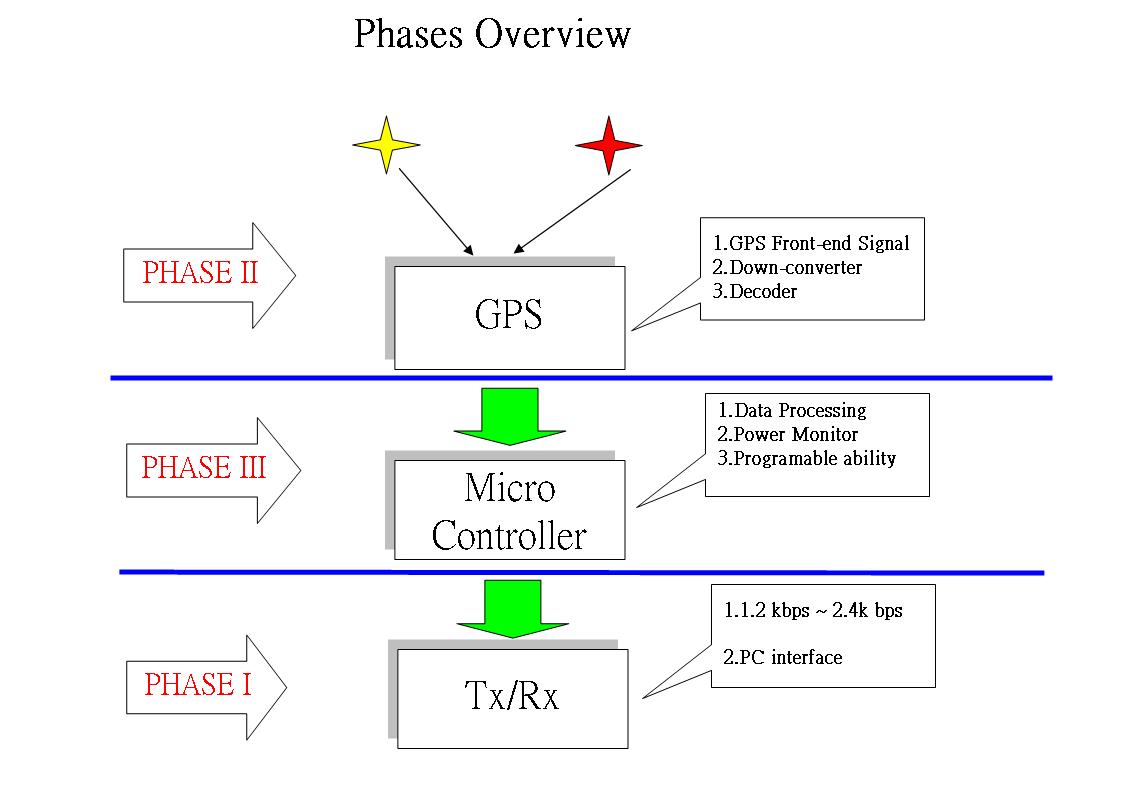 Phases Overview
PHASE II
GPS
1.GPS Front-end Signal
2.Down-converter
3.Decoder
PHASE III
Micro
Controller
1.Data Processing
2.Power Monitor
3.Programable ability
PHASE I
Tx/Rx
1.1.2 kbps ~ 2.4k bps
2.PC interface